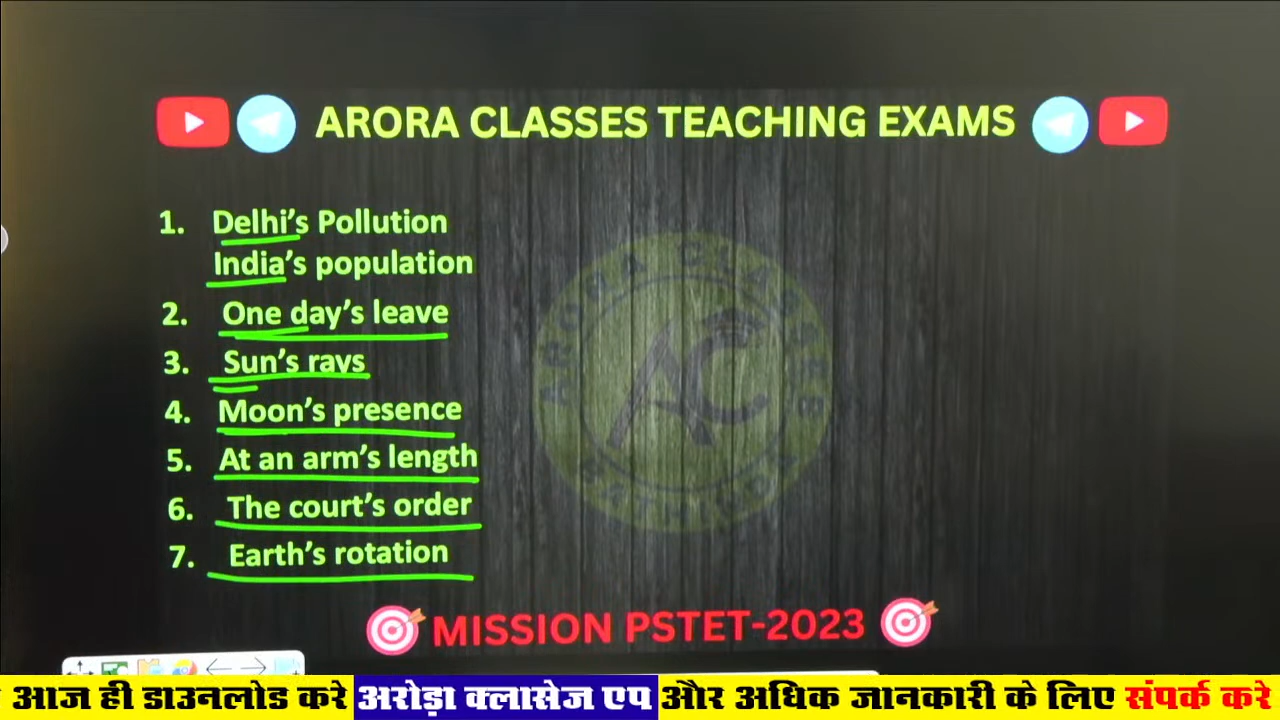 ARORA CLASSES TEACHING EXAMS
1. Delhi's Pollution
India's population
2. One day's leave
3. Sun's rays
4. Moon's presence
5. At an arm's length
6. The court's order
7. Earth's rotation
MISSION PSTET-2023
आज ही डाउनलोड करे अरोड़ा क्लासेज एप और अधिक जानकारी के लिए संपर्क करे